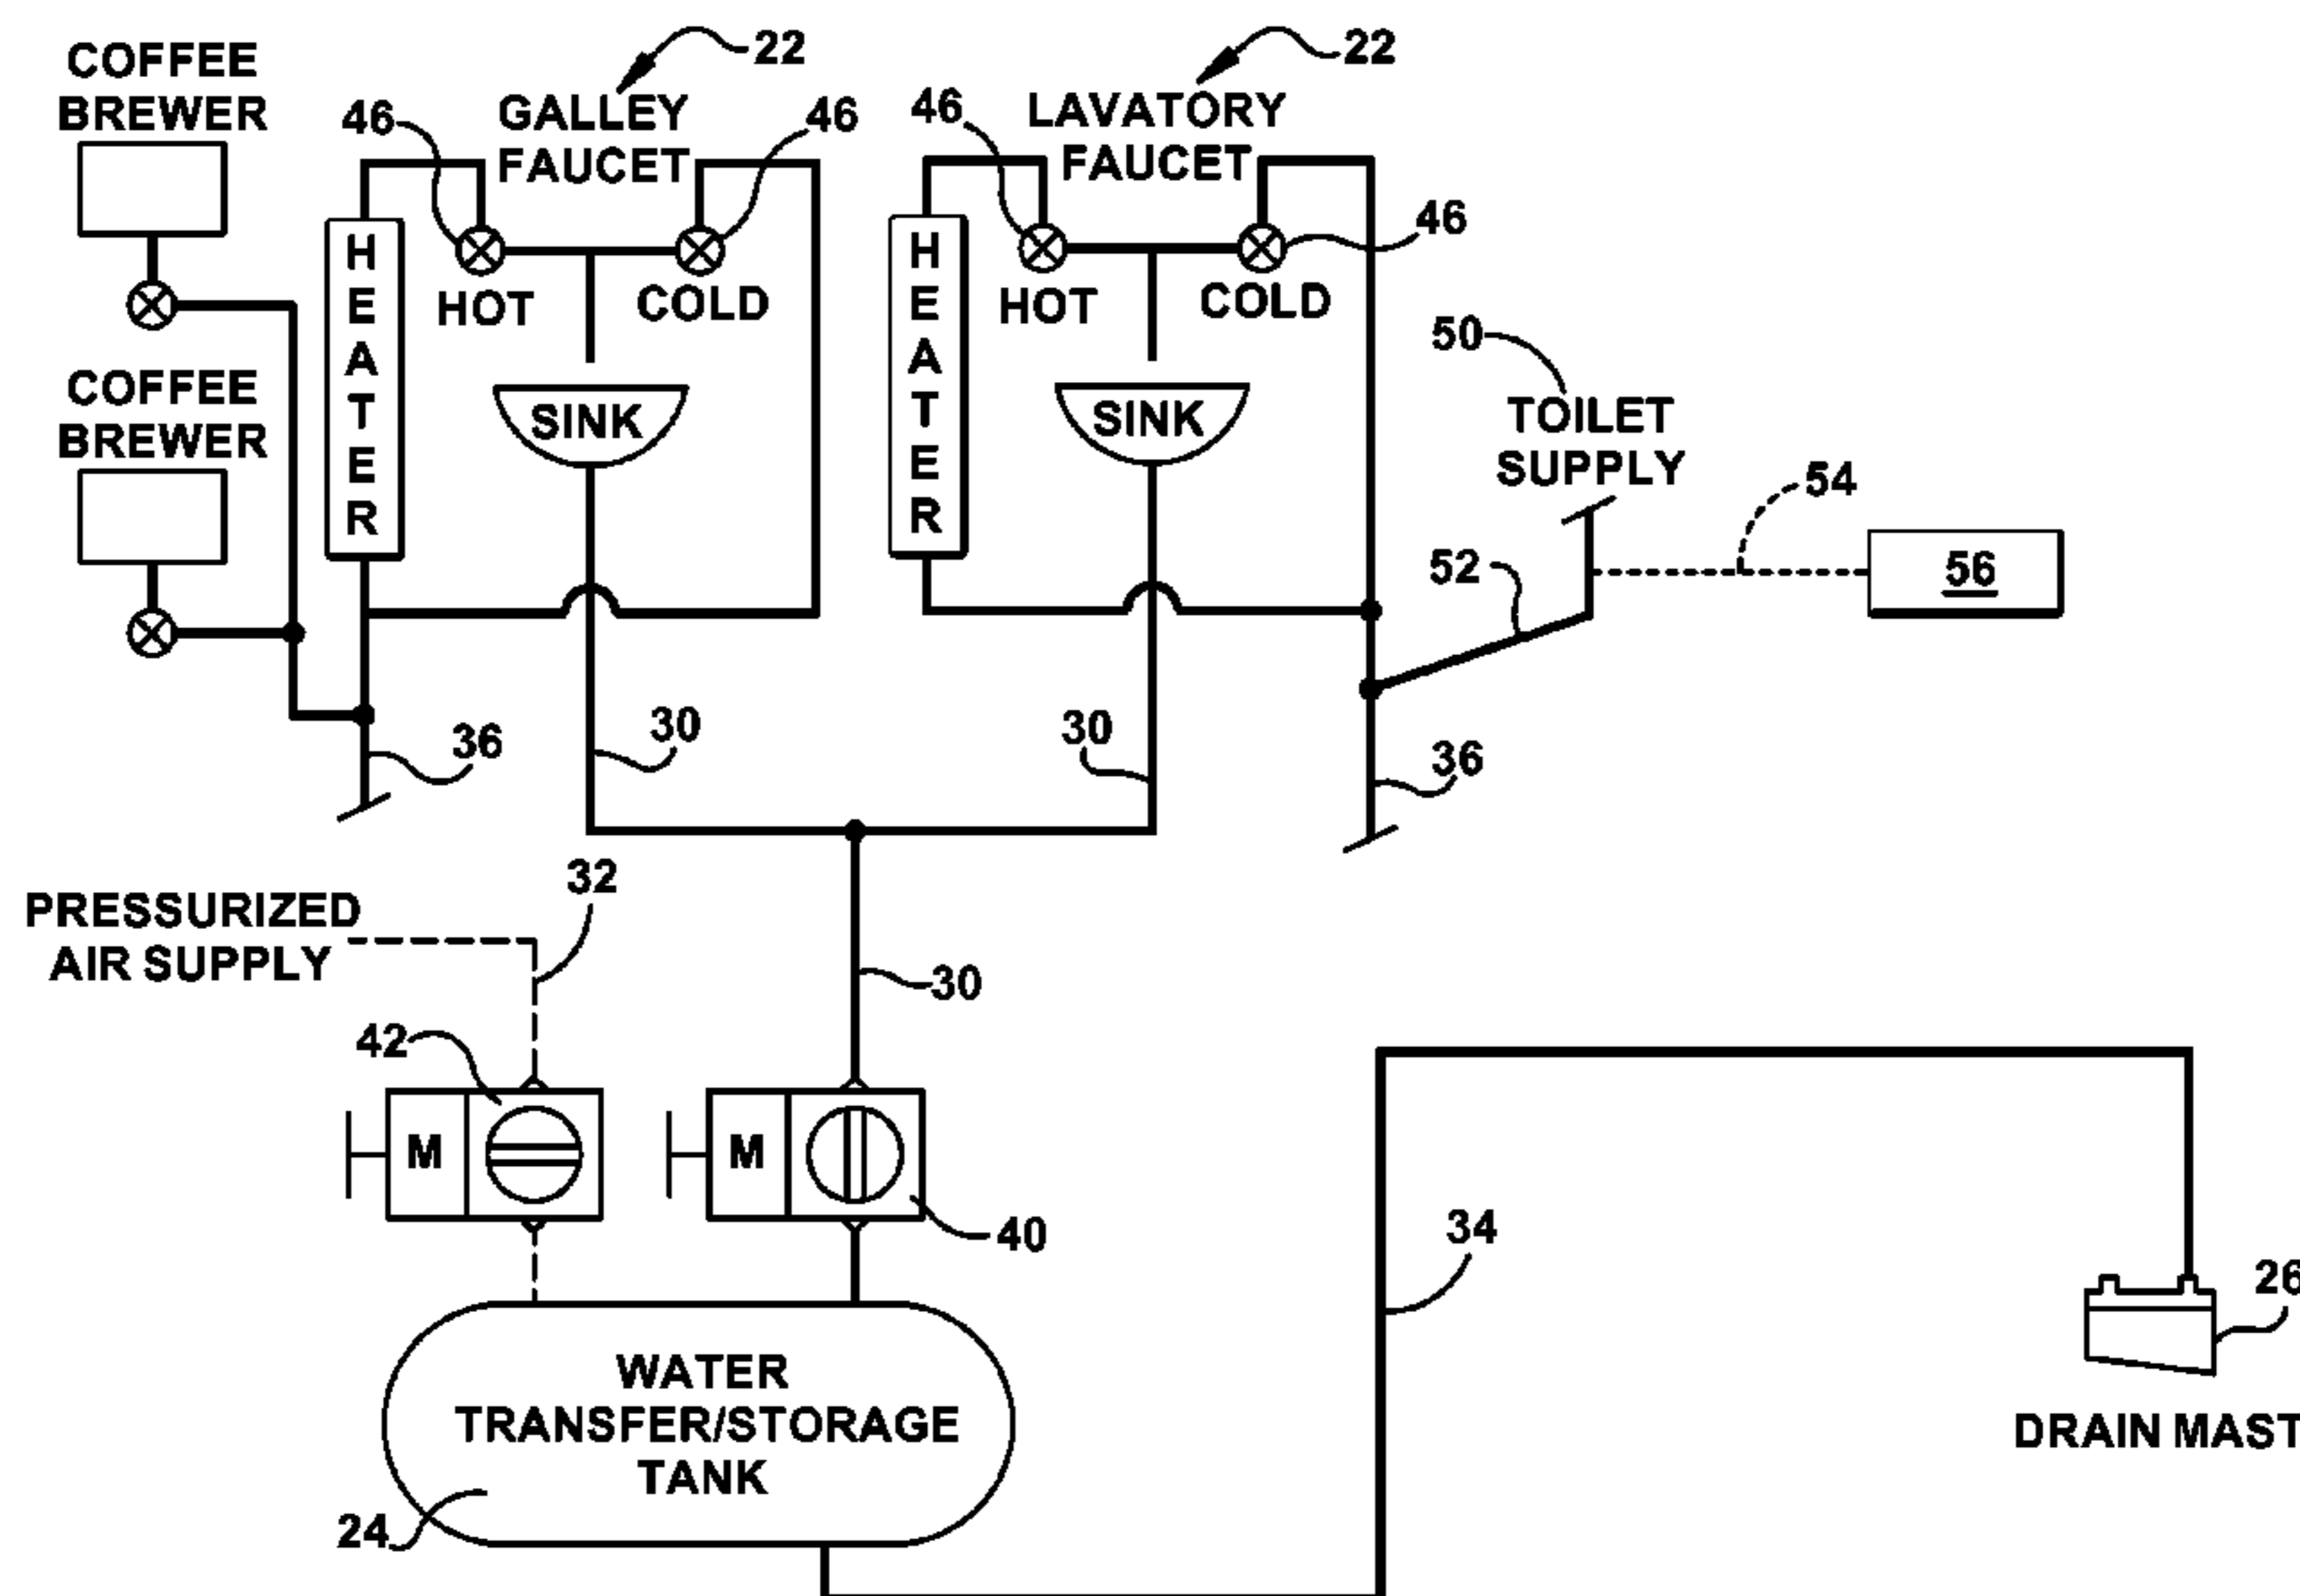 COFFEE
BREWER
22
22
46
GALLEY
FAUCET
46
46
LAVATORY
FAUCET
46
HEATER
HOT
COLD
HEATER
HOT
COLD
50
TOILET
SUPPLY
COFFEE
BREWER
SINK
SINK
54
52
56
36
30
30
36
PRESSURIZED
AIR SUPPLY
32
30
42
M
M
40
34
26
WATER
TRANSFER/STORAGE
TANK
DRAIN MAST
24